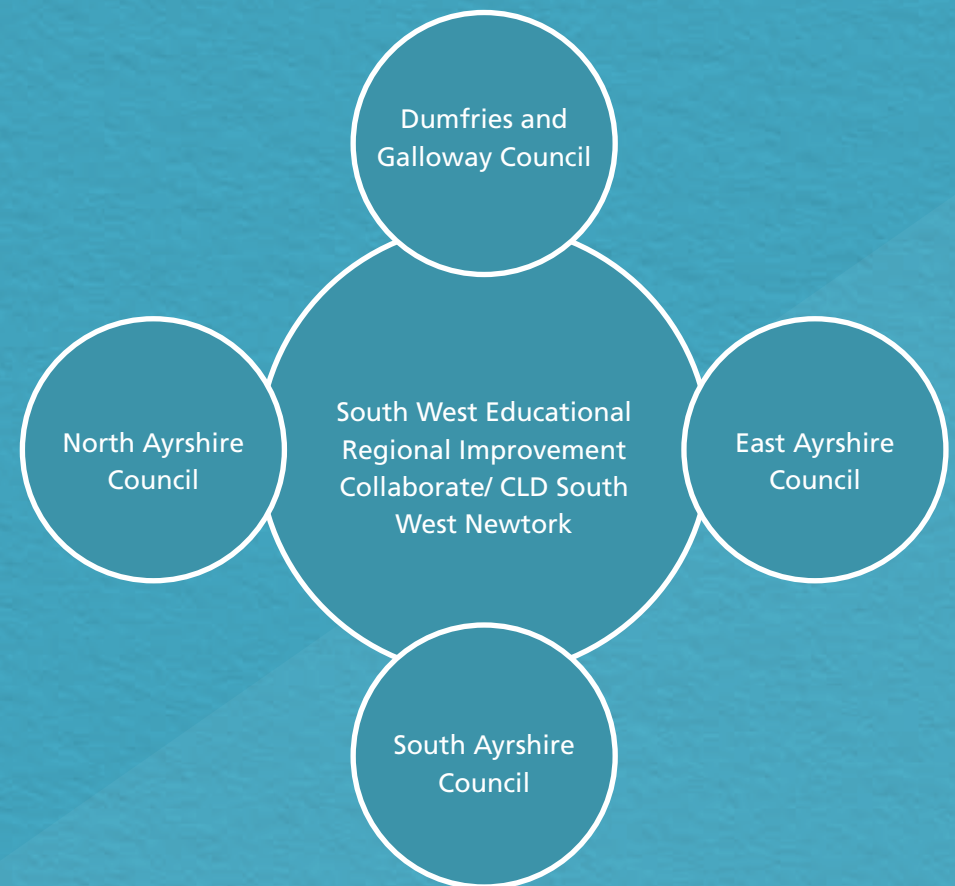 Dumfries and
Galloway Council
North Ayrshire
Council
South West Educational
Regional Improvement
Collaborate/ CLD South
West Newtork
East Ayrshire
Council
South Ayrshire
Council